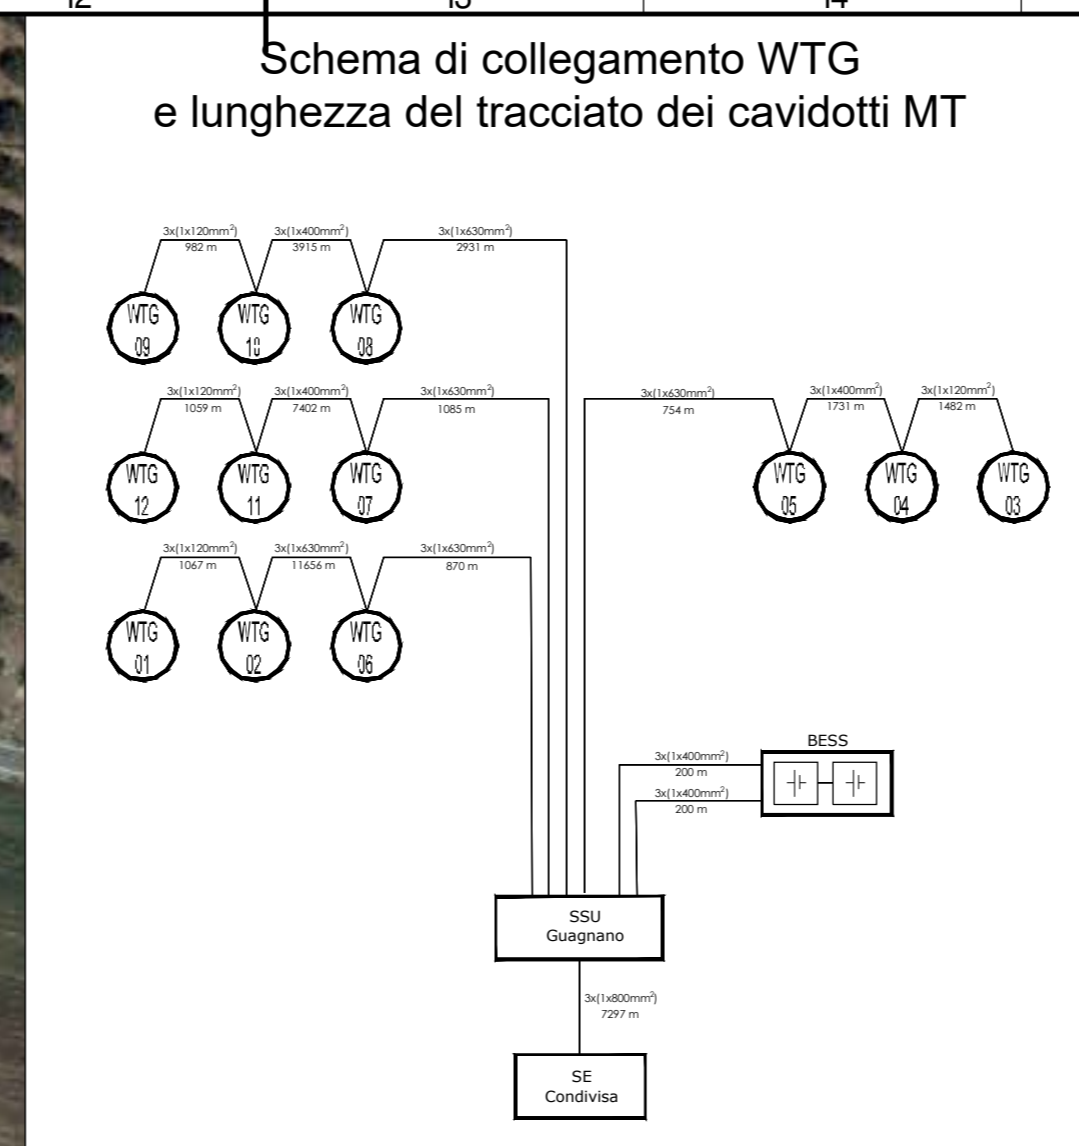 12
13
14
Schema di collegamento WTG
e lunghezza del tracciato dei cavidotti MT
3x(1x120mm²)
982 m
3x(1x400mm²)
3915 m
3x(1x630mm²)
2931 m
WTG
09
WTG
10
WTG
08
3x(1x120mm²)
1059 m
3x(1x400mm²)
7402 m
3x(1x630mm²)
1085 m
WTG
12
WTG
11
WTG
07
3x(1x630mm²)
754 m
3x(1x400mm²)
1731 m
3x(1x120mm²)
1482 m
WTG
05
WTG
04
WTG
03
3x(1x120mm²)
1067 m
3x(1x630mm²)
11656 m
3x(1x630mm²)
870 m
WTG
01
WTG
02
WTG
06
BESS
3x(1x400mm²)
200 m
3x(1x400mm²)
200 m
SSU
Guagnano
3x(1x800mm²)
7297 m
SE
Condivisa